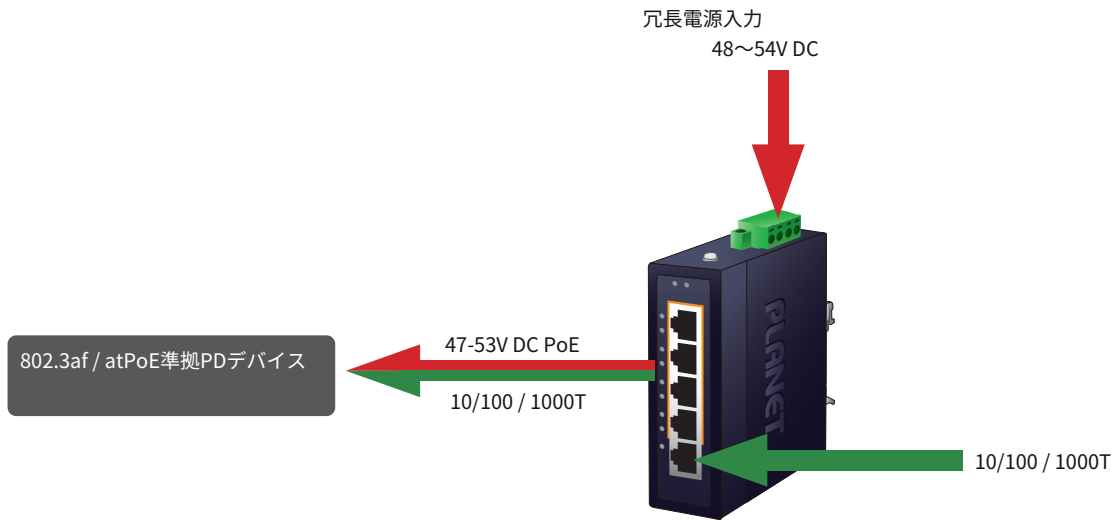 冗長電源入力
48～54V DC
47-53V DC PoE
802.3af / atPoE準拠PDデバイス
10/100 / 1000T
PLANET
10/100 / 1000T